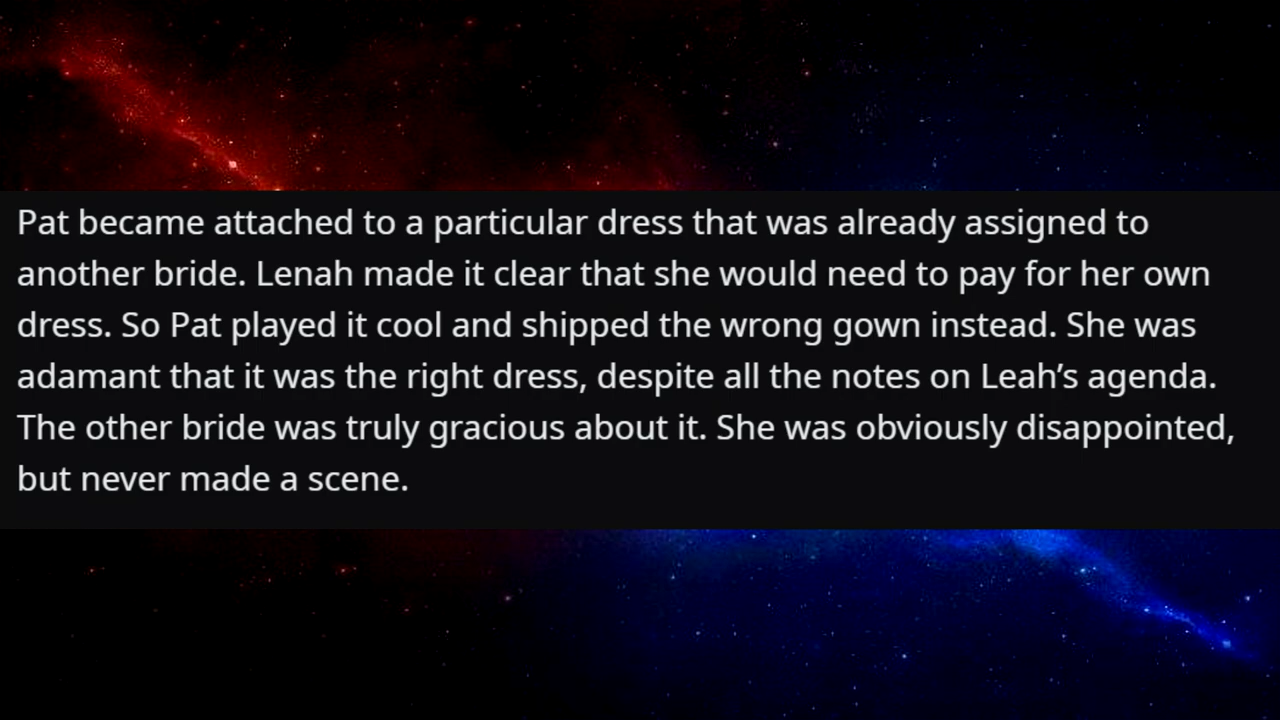 Pat became attached to a particular dress that was already assigned to
another bride. Lenah made it clear that she would need to pay for her own
dress. So Pat played it cool and shipped the wrong gown instead. She was
adamant that it was the right dress, despite all the notes on Leah’s agenda.
The other bride was truly gracious about it. She was obviously disappointed,
but never made a scene.